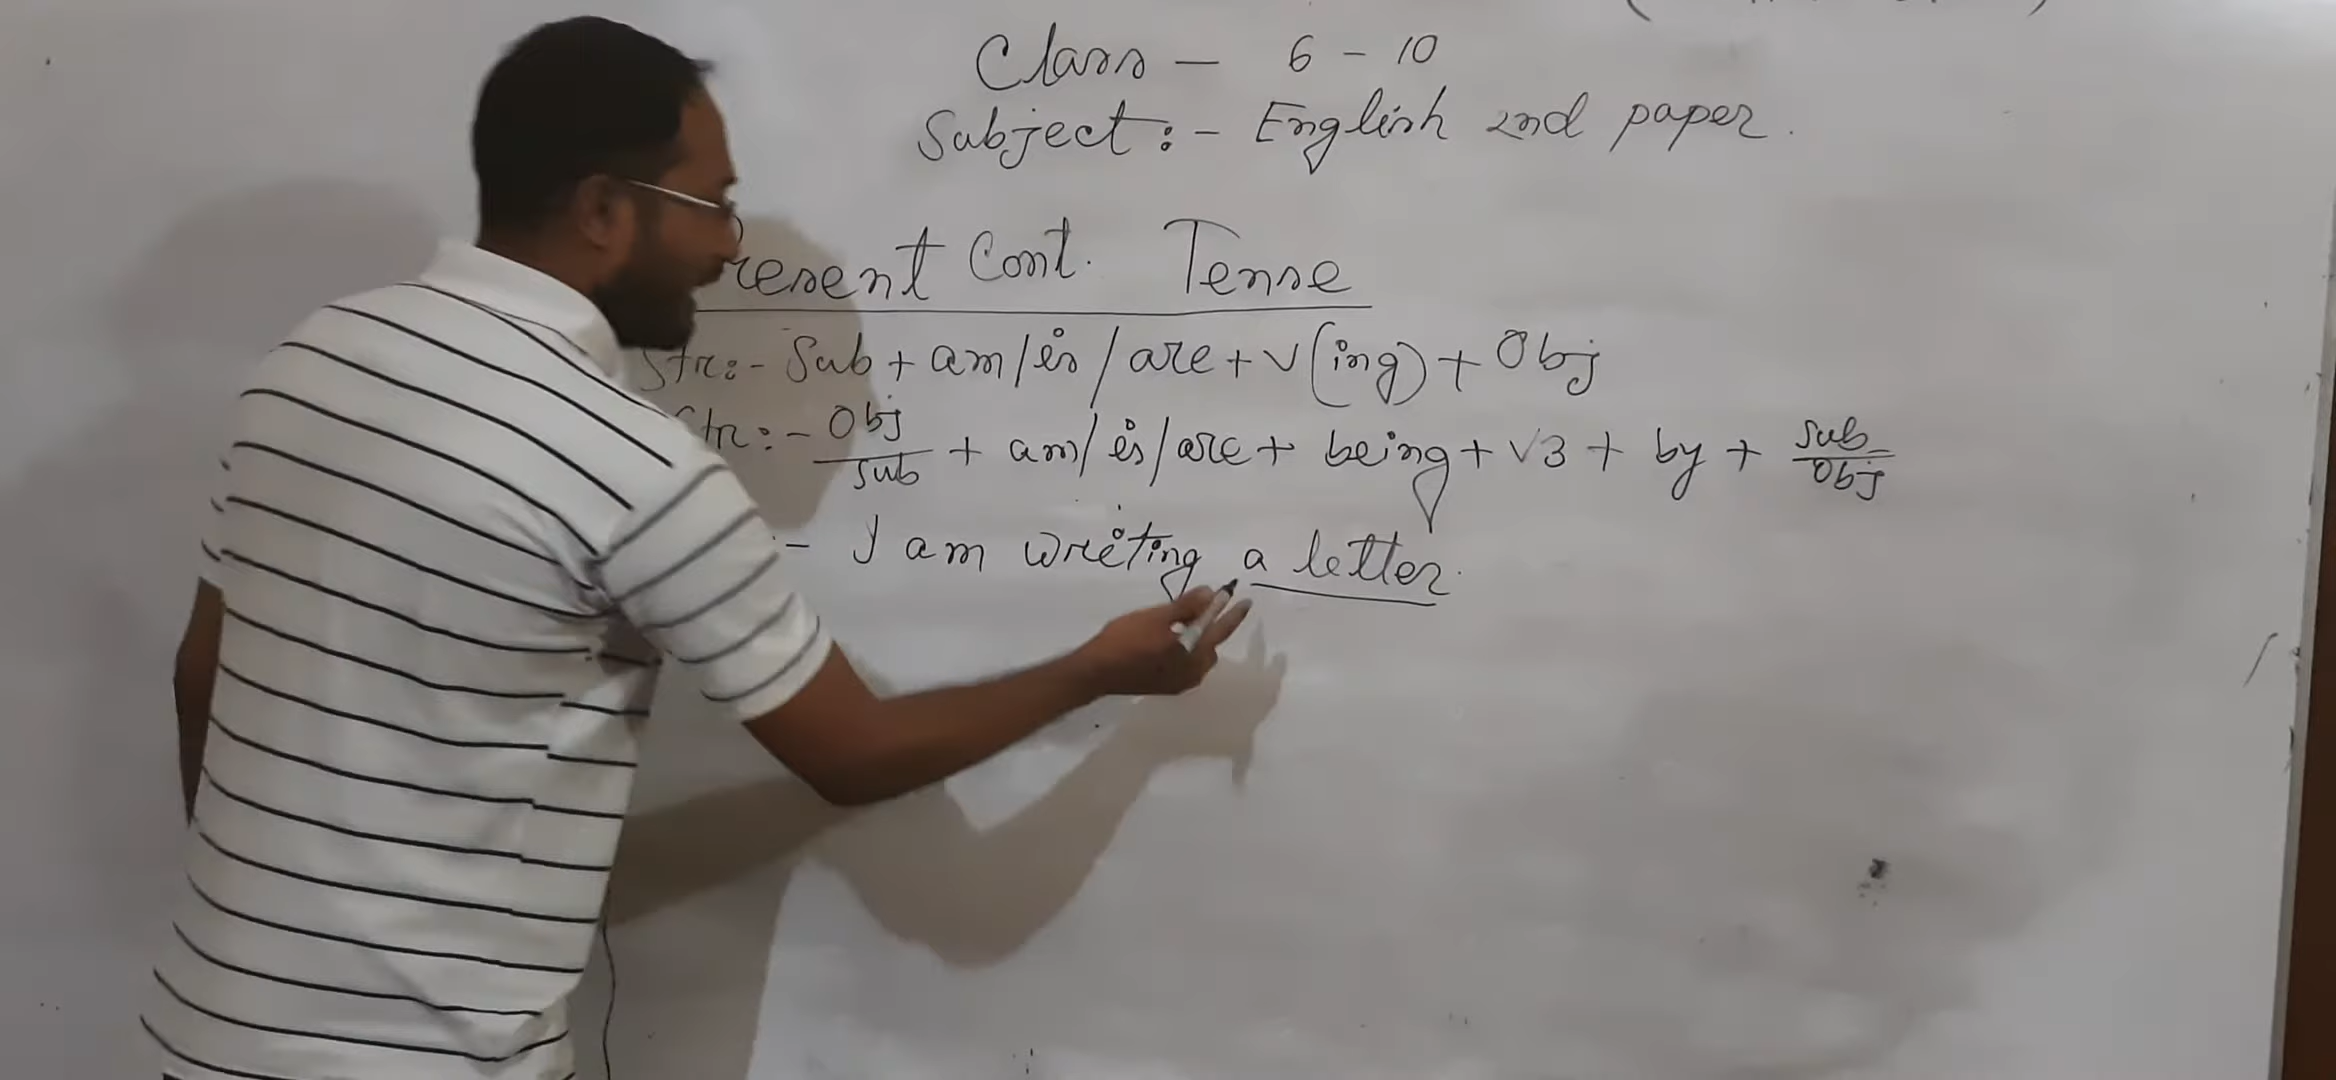 Class - 6 - 10
Subject:- English 2nd paper.
resent Cont. Tense
Str:- Sub + am/is/are + V(ing) + Obj
tr:- Obj/sub + am/is/are + being + V3 + by + Sub/Obj
:- I am writing a letter.